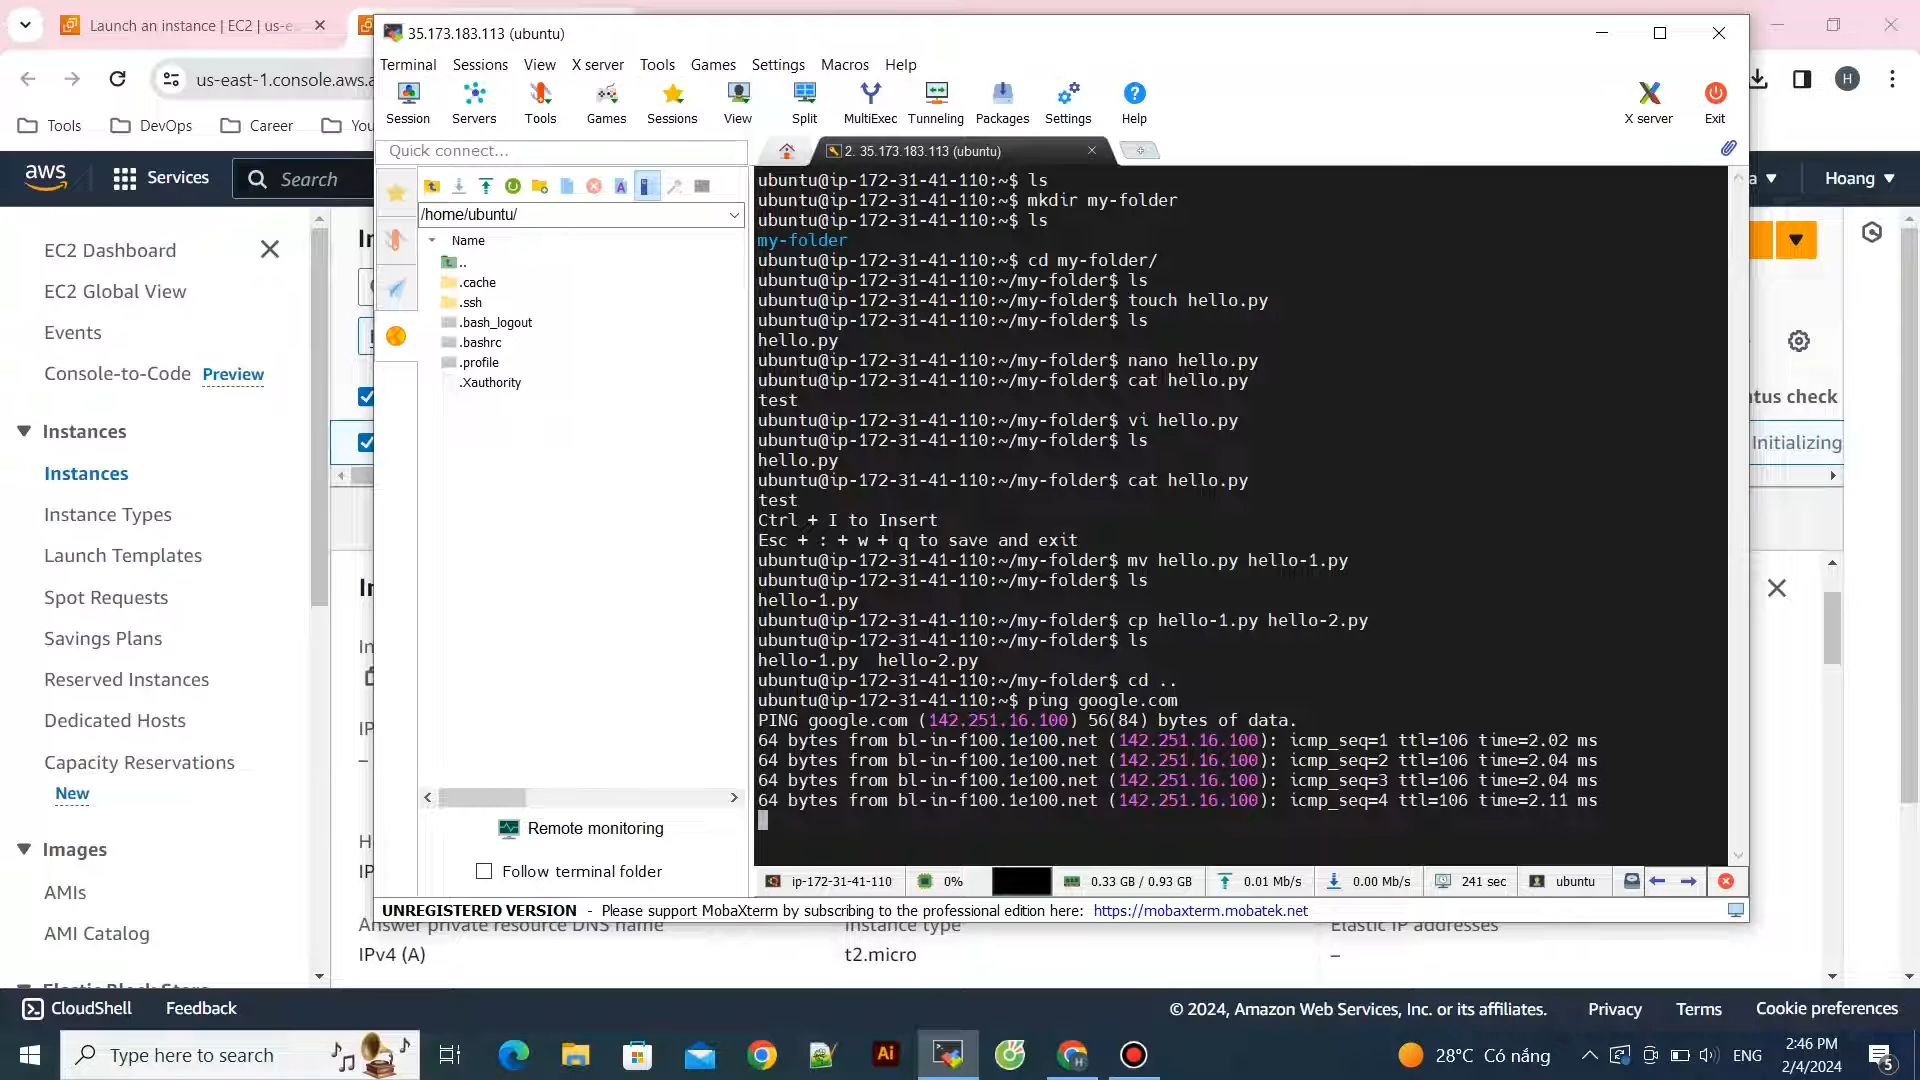 Launch an instance | EC2 | us-e
35.173.183.113 (ubuntu)
Terminal Sessions View X server Tools Games Settings Macros Help
us-east-1.console.aws.a
H
Session Servers Tools Games Sessions View Split MultiExec Tunneling Packages Settings Help X server Exit
Tools DevOps Career You
Quick connect...
2. 35.173.183.113 (ubuntu)
aws Services Search
a Hoang
/home/ubuntu/
Name
..
.cache
.ssh
.bash_logout
.bashrc
.profile
.Xauthority
Remote monitoring
Follow terminal folder
ubuntu@ip-172-31-41-110:~$ ls
ubuntu@ip-172-31-41-110:~$ mkdir my-folder
ubuntu@ip-172-31-41-110:~$ ls
my-folder
ubuntu@ip-172-31-41-110:~$ cd my-folder/
ubuntu@ip-172-31-41-110:~/my-folder$ ls
ubuntu@ip-172-31-41-110:~/my-folder$ touch hello.py
ubuntu@ip-172-31-41-110:~/my-folder$ ls
hello.py
ubuntu@ip-172-31-41-110:~/my-folder$ nano hello.py
ubuntu@ip-172-31-41-110:~/my-folder$ cat hello.py
test
ubuntu@ip-172-31-41-110:~/my-folder$ vi hello.py
ubuntu@ip-172-31-41-110:~/my-folder$ ls
hello.py
ubuntu@ip-172-31-41-110:~/my-folder$ cat hello.py
test
Ctrl + I to Insert
Esc + : + w + q to save and exit
ubuntu@ip-172-31-41-110:~/my-folder$ mv hello.py hello-1.py
ubuntu@ip-172-31-41-110:~/my-folder$ ls
hello-1.py
ubuntu@ip-172-31-41-110:~/my-folder$ cp hello-1.py hello-2.py
ubuntu@ip-172-31-41-110:~/my-folder$ ls
hello-1.py  hello-2.py
ubuntu@ip-172-31-41-110:~/my-folder$ cd ..
ubuntu@ip-172-31-41-110:~$ ping google.com
PING google.com (142.251.16.100) 56(84) bytes of data.
64 bytes from bl-in-f100.1e100.net (142.251.16.100): icmp_seq=1 ttl=106 time=2.02 ms
64 bytes from bl-in-f100.1e100.net (142.251.16.100): icmp_seq=2 ttl=106 time=2.04 ms
64 bytes from bl-in-f100.1e100.net (142.251.16.100): icmp_seq=3 ttl=106 time=2.04 ms
64 bytes from bl-in-f100.1e100.net (142.251.16.100): icmp_seq=4 ttl=106 time=2.11 ms
ip-172-31-41-110 0% 0.33 GB / 0.93 GB 0.01 Mb/s 0.00 Mb/s 241 sec ubuntu
UNREGISTERED VERSION - Please support MobaXterm by subscribing to the professional edition here: https://mobaxterm.mobatek.net
EC2 Dashboard
EC2 Global View
Events
Console-to-Code Preview
Instances
Instances
Instance Types
Launch Templates
Spot Requests
Savings Plans
Reserved Instances
Dedicated Hosts
Capacity Reservations
New
Images
AMIs
AMI Catalog
Elastic Block Store
In
In
In
IP
–
H
IP
tus check
Initializing
Answer private resource DNS name
IPv4 (A)
Instance type
t2.micro
Elastic IP addresses
–
CloudShell Feedback © 2024, Amazon Web Services, Inc. or its affiliates. Privacy Terms Cookie preferences
Type here to search
Ai
28°C Có nắng
ENG
2:46 PM
2/4/2024
5